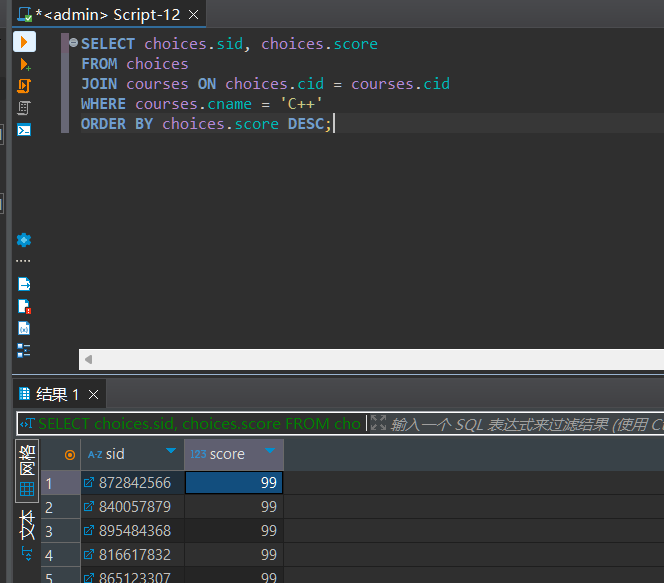 *<admin> Script-12
SELECT choices.sid, choices.score
FROM choices
JOIN courses ON choices.cid = courses.cid
WHERE courses.cname = 'C++'
ORDER BY choices.score DESC;
结果 1
SELECT choices.sid, choices.score FROM cho
输入一个 SQL 表达式来过滤结果 (使用 C
网格
文本
A-Z sid 123 score
1 872842566 99
2 840057879 99
3 895484368 99
4 816617832 99
5 865123307 99